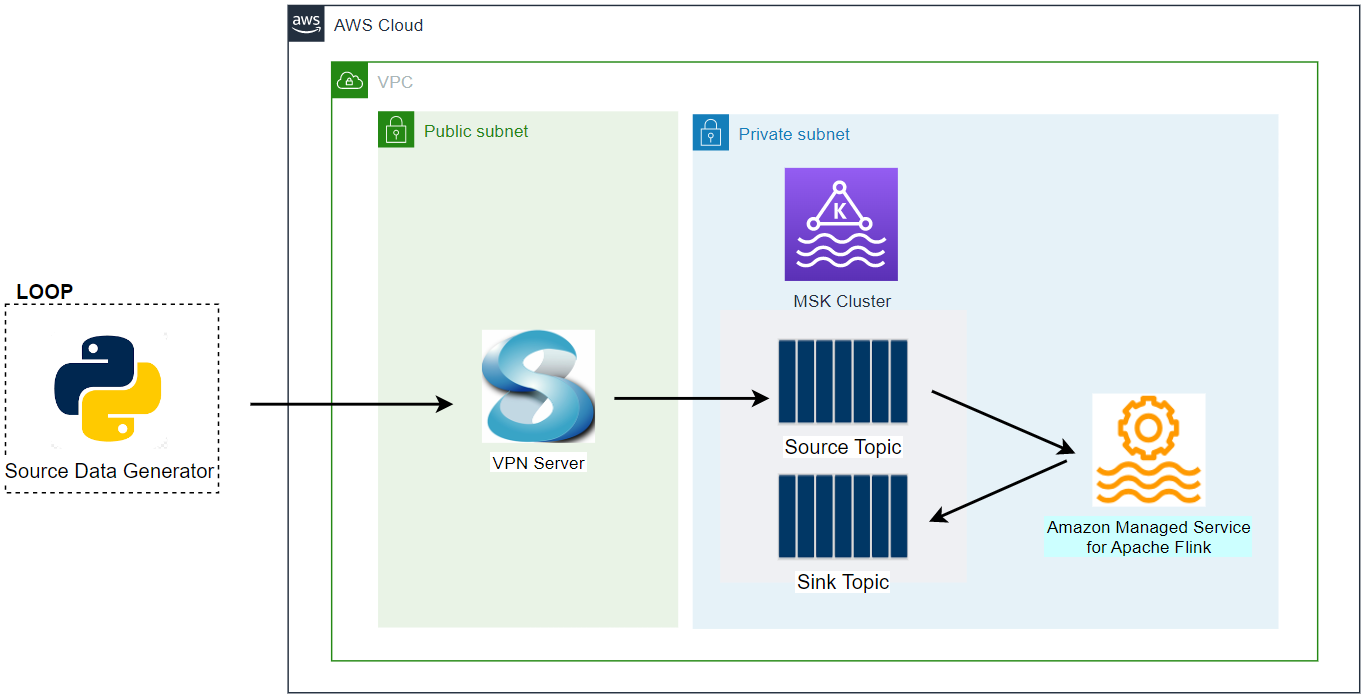 aws
AWS Cloud
VPC
Public subnet
Private subnet
K
MSK Cluster
LOOP
Source Data Generator
VPN Server
Source Topic
Sink Topic
Amazon Managed Service
for Apache Flink